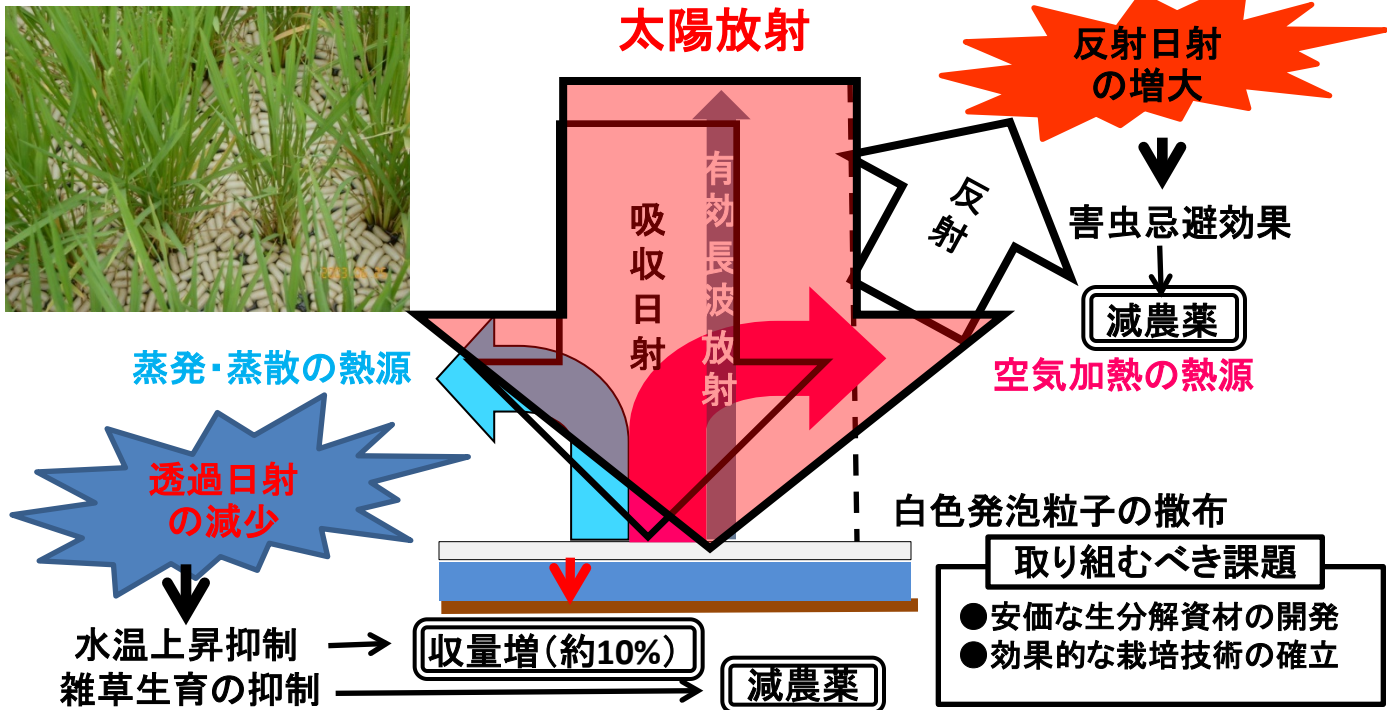 太陽放射
反射日射
の増大
有効長波放射
吸収日射
反射
害虫忌避効果
減農薬
蒸発・蒸散の熱源
空気加熱の熱源
透過日射
の減少
白色発泡粒子の撒布
取り組むべき課題
●安価な生分解資材の開発
●効果的な栽培技術の確立
水温上昇抑制
収量増(約10%)
雑草生育の抑制
減農薬